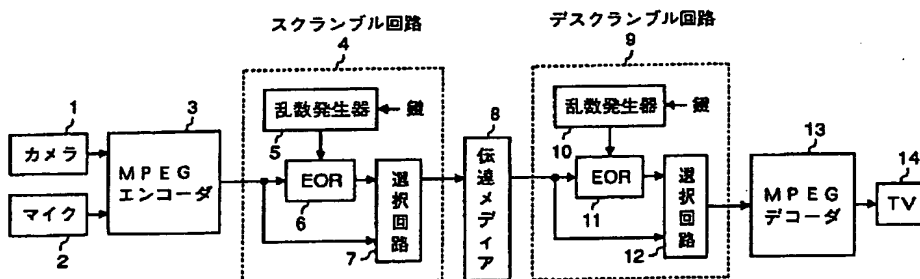 スクランブル回路
4
デスクランブル回路
9
乱数発生器
鍵
5
乱数発生器
鍵
10
1
カメラ
マイク
2
3
MPEG
エンコーダ
EOR
6
選択回路
7
8
伝達メディア
EOR
11
選択回路
12
13
MPEG
デコーダ
14
TV